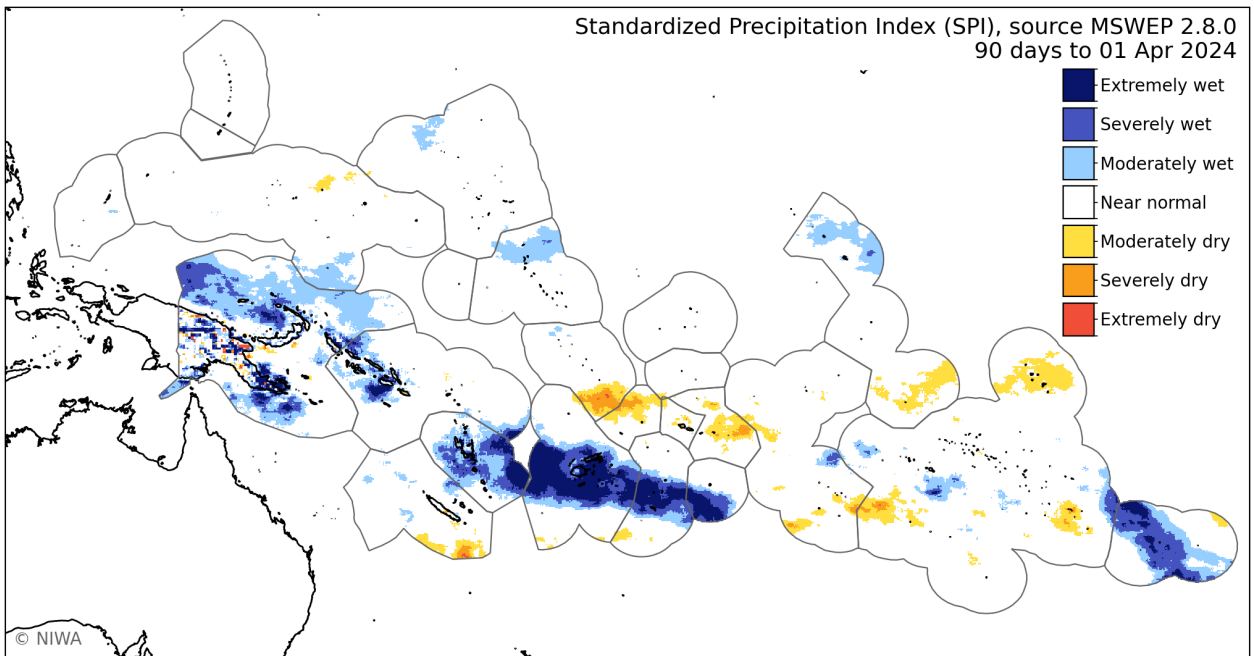 Standardized Precipitation Index (SPI), source MSWEP 2.8.0
90 days to 01 Apr 2024
Extremely wet
Severely wet
Moderately wet
Near normal
Moderately dry
Severely dry
Extremely dry
© NIWA